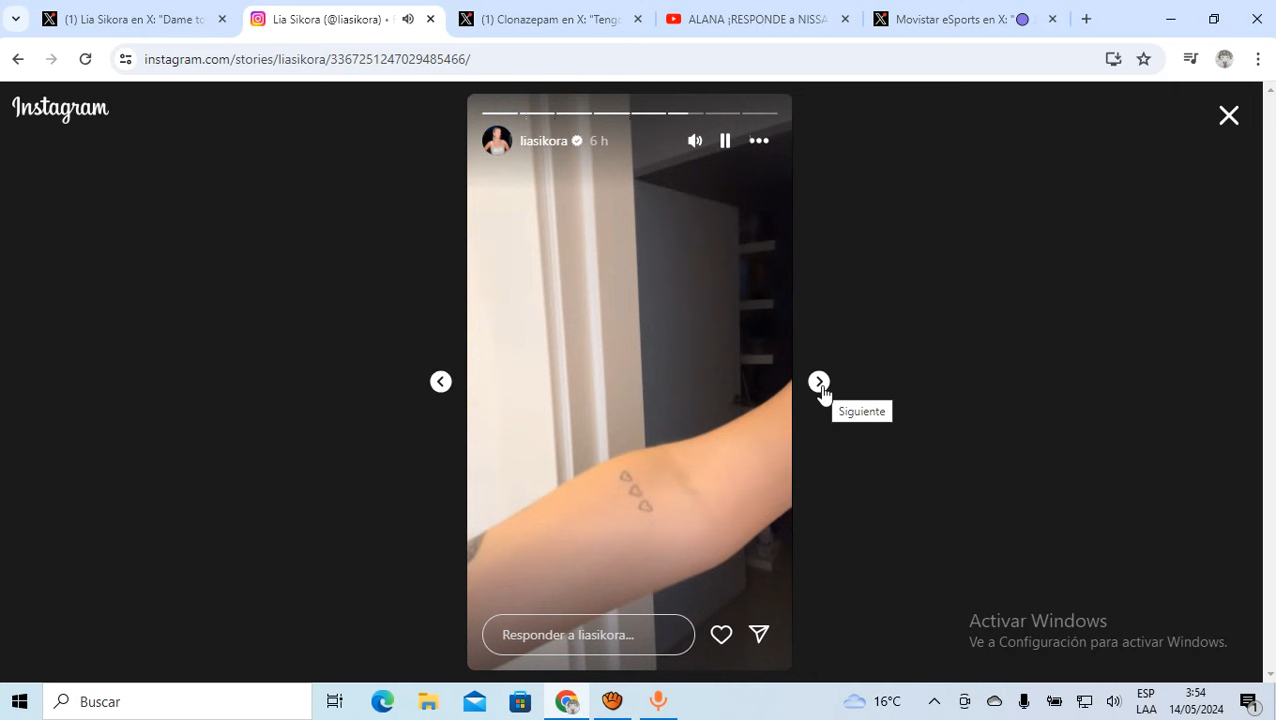 (1) Lia Sikora en X: "Dame to
Lia Sikora (@liasikora) •
(1) Clonazepam en X: "Teng
ALANA ¡RESPONDE a NISSA
Movistar eSports en X: "
instagram.com/stories/liasikora/3367251247029485466/
Instagram
liasikora 6 h
Siguiente
Responder a liasikora...
Activar Windows
Ve a Configuración para activar Windows.
Buscar
16°C
ESP
LAA
3:54
14/05/2024
1